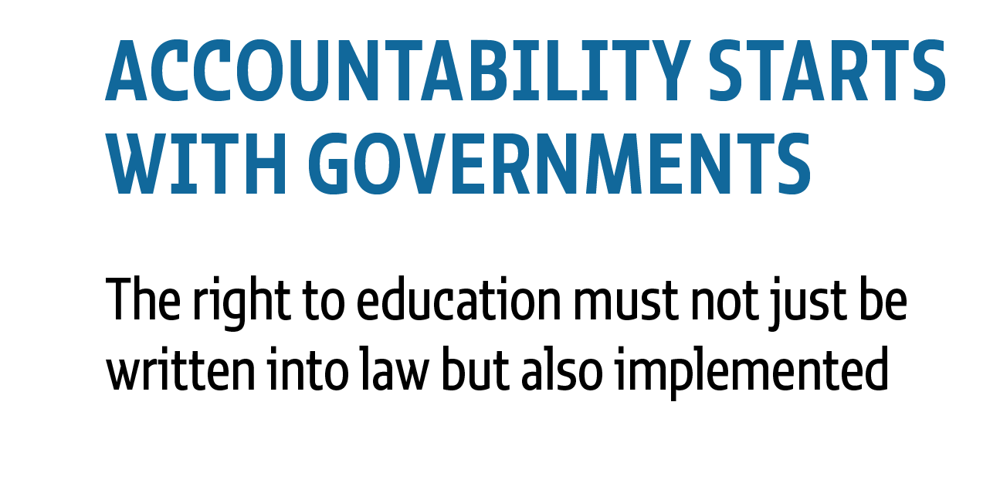 ACCOUNTABILITY STARTS
WITH GOVERNMENTS
The right to education must not just be
written into law but also implemented